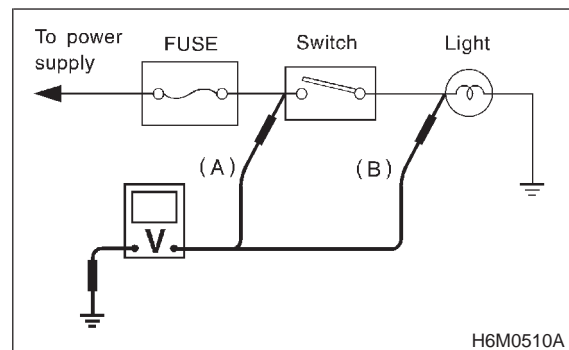 To power
supply
FUSE
Switch
Light
(A)
(B)
V
H6M0510A